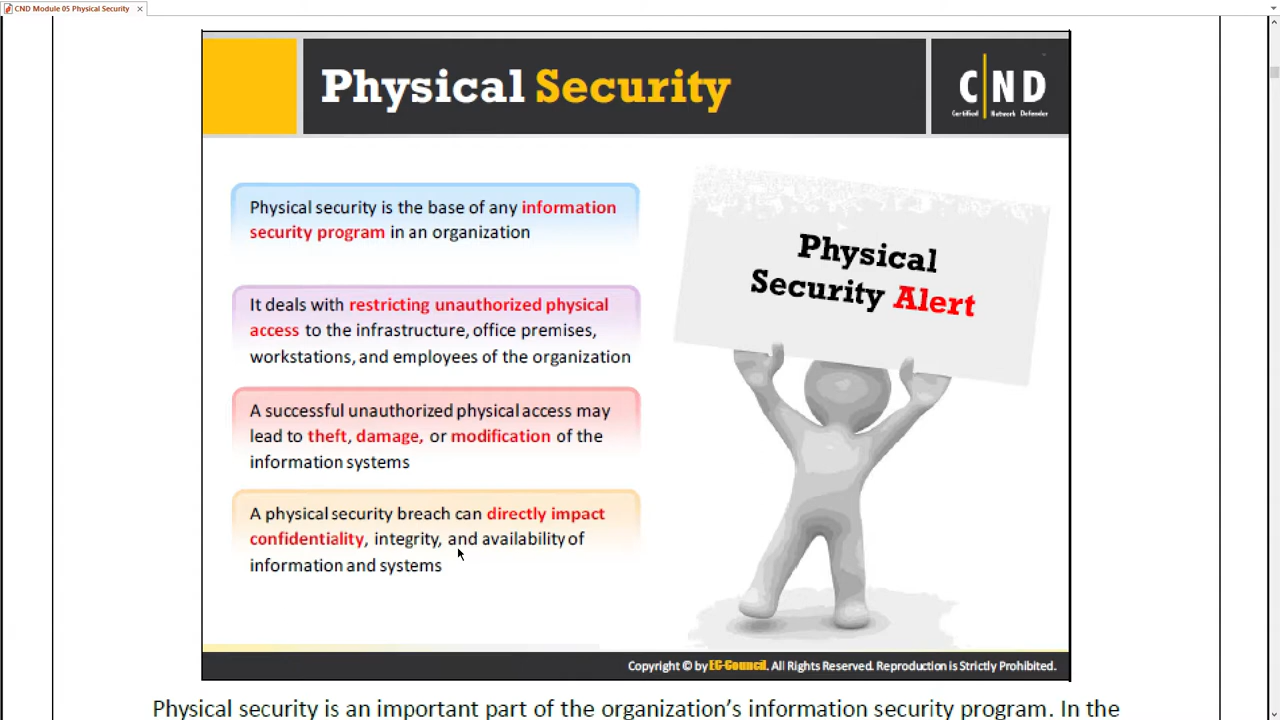 CND Module 05 Physical Security
Physical Security
CND
Certified Network Defender
Physical security is the base of any information
security program in an organization
It deals with restricting unauthorized physical
access to the infrastructure, office premises,
workstations, and employees of the organization
A successful unauthorized physical access may
lead to theft, damage, or modification of the
information systems
A physical security breach can directly impact
confidentiality, integrity, and availability of
information and systems
Physical
Security Alert
Copyright © by EC-Council. All Rights Reserved. Reproduction is Strictly Prohibited.
Physical security is an important part of the organization's information security program. In the